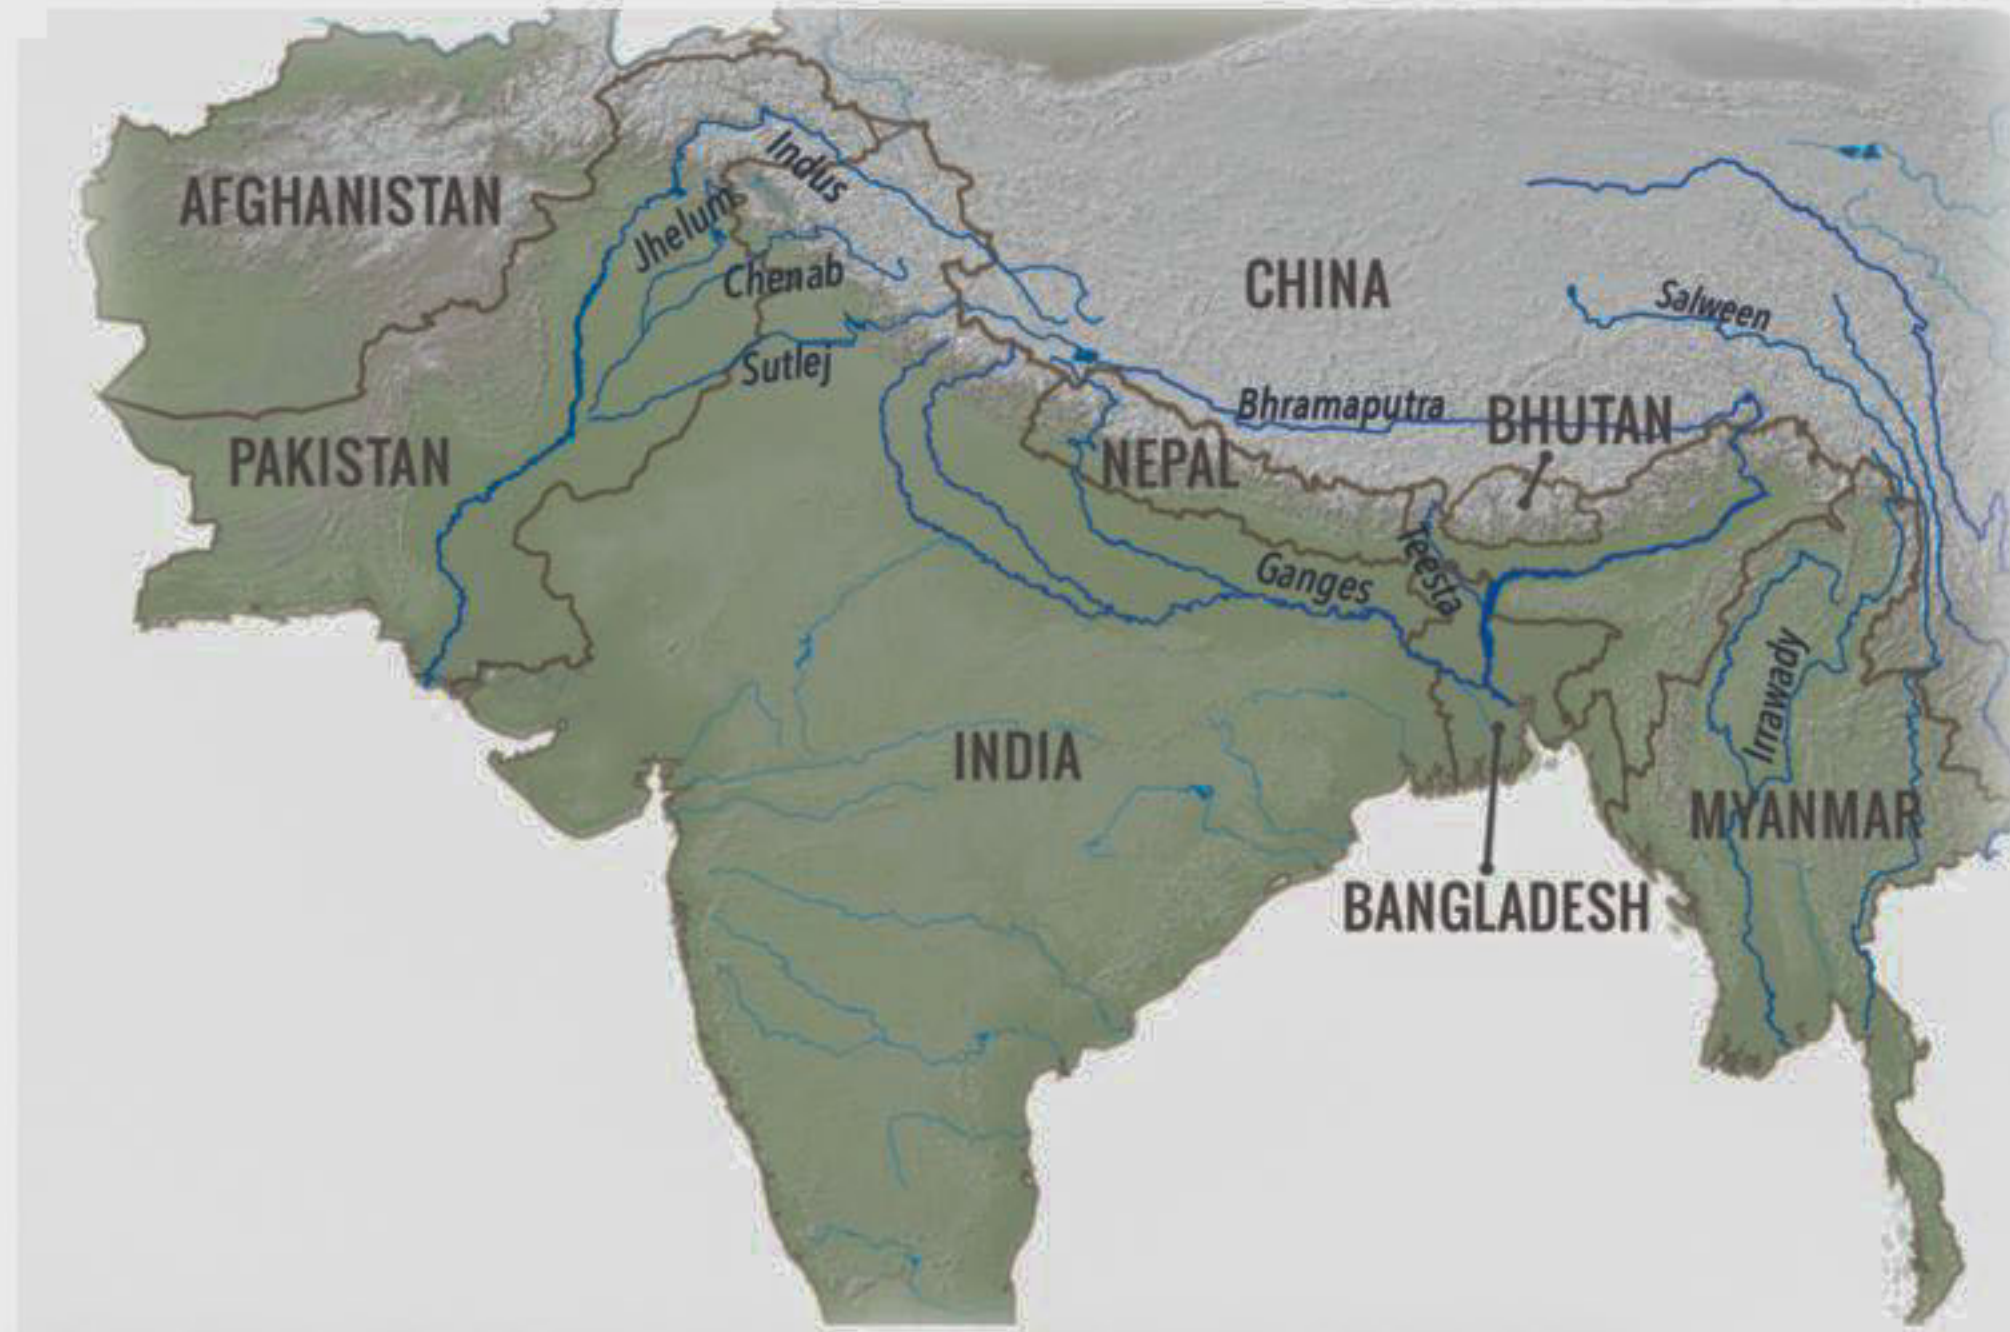 Indus
AFGHANISTAN
Jhelum
Chenab
CHINA
Salween
Sutlej
Bhramaputra
BHUTAN
PAKISTAN
NEPAL
Teesta
Ganges
Irrawady
INDIA
MYANMAR
BANGLADESH